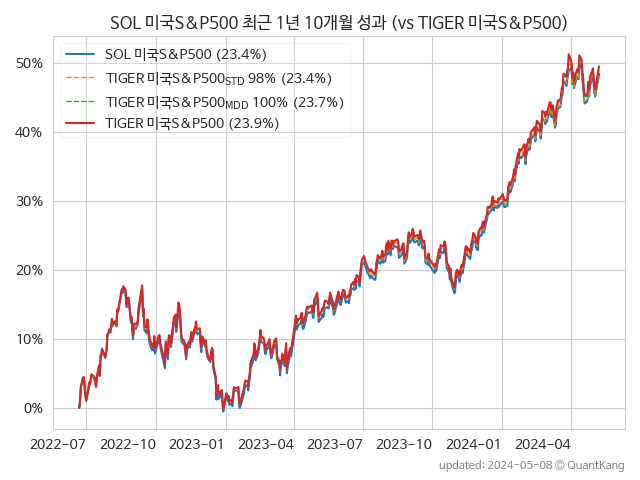 SOL 미국S&P500 최근 1년 10개월 성과 (vs TIGER 미국S&P500)
SOL 미국S&P500 (23.4%)
TIGER 미국S&P500STD 98% (23.4%)
TIGER 미국S&P500MDD 100% (23.7%)
TIGER 미국S&P500 (23.9%)
50%
40%
30%
20%
10%
0%
2022-07 2022-10 2023-01 2023-04 2023-07 2023-10 2024-01 2024-04
updated: 2024-05-08 © QuantKang